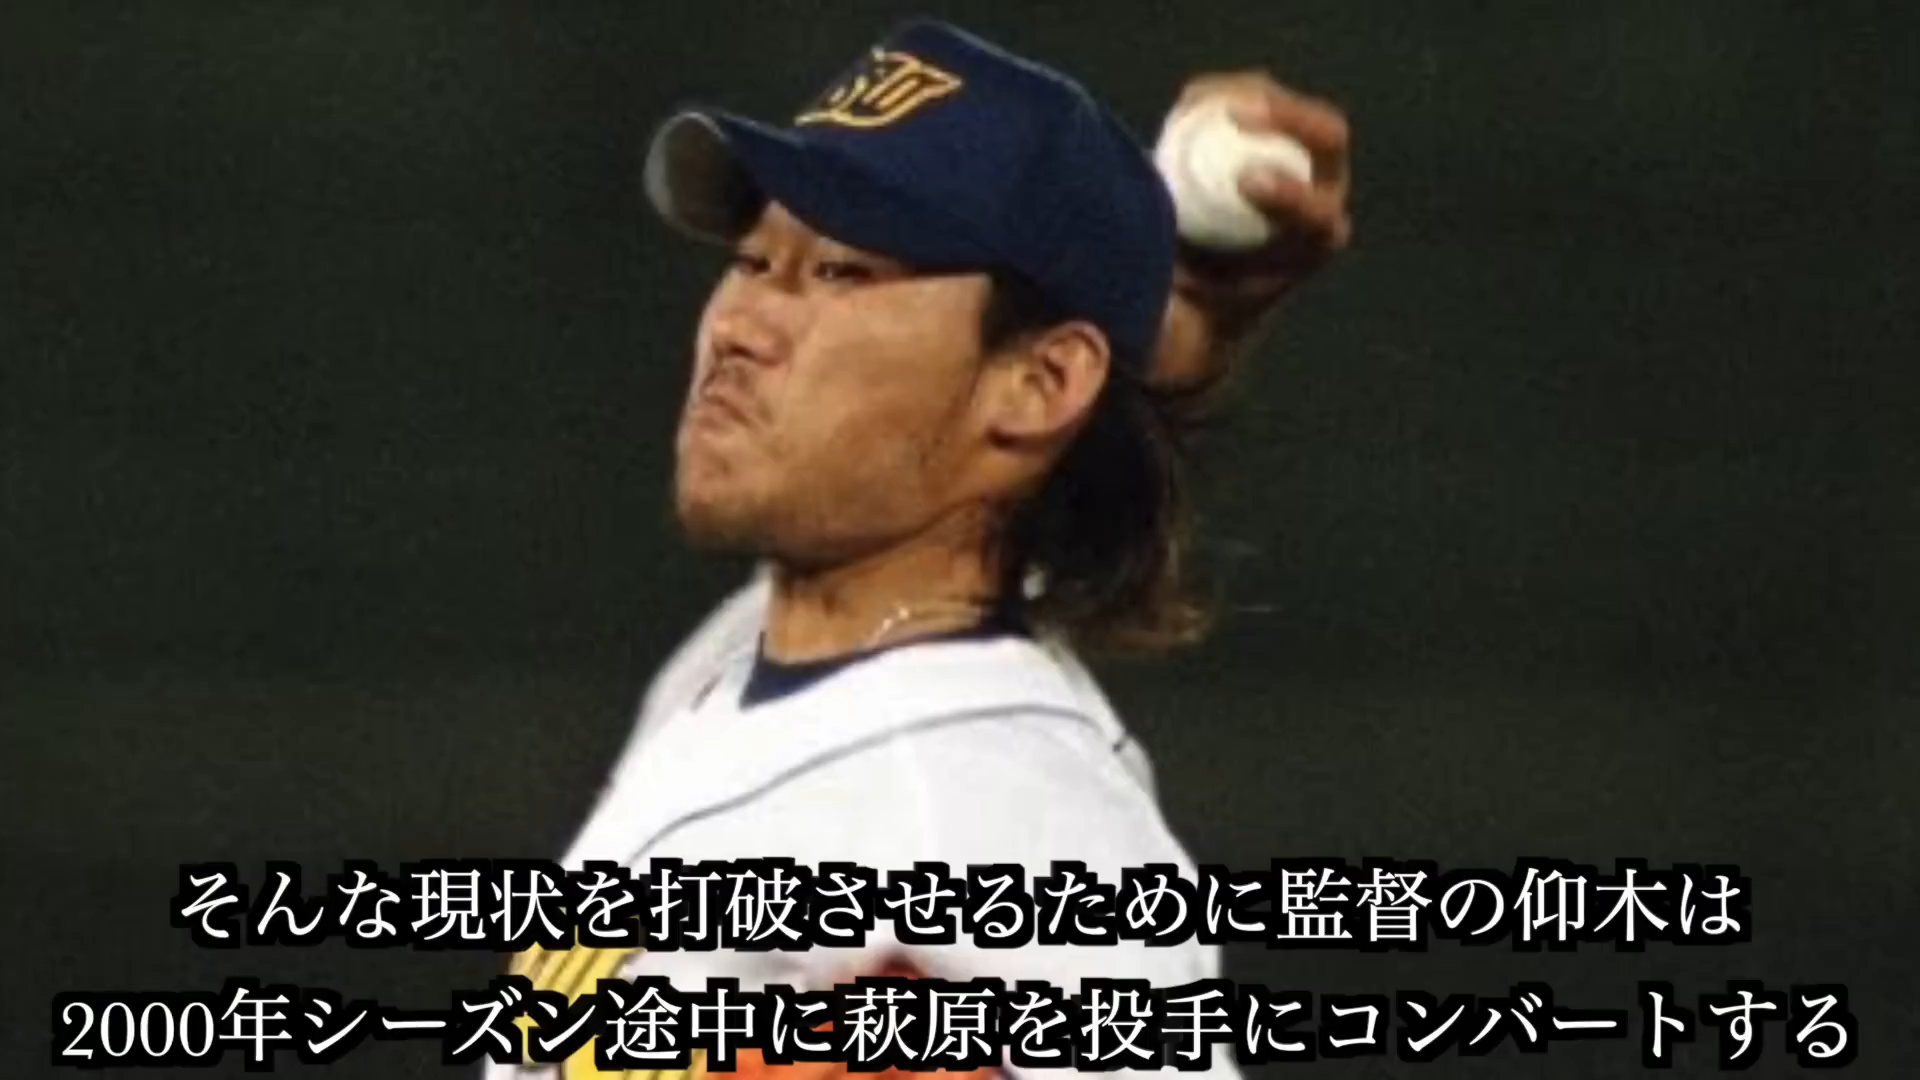 そんな現状を打破させるために監督の仰木は
2000年シーズン途中に萩原を投手にコンバートする